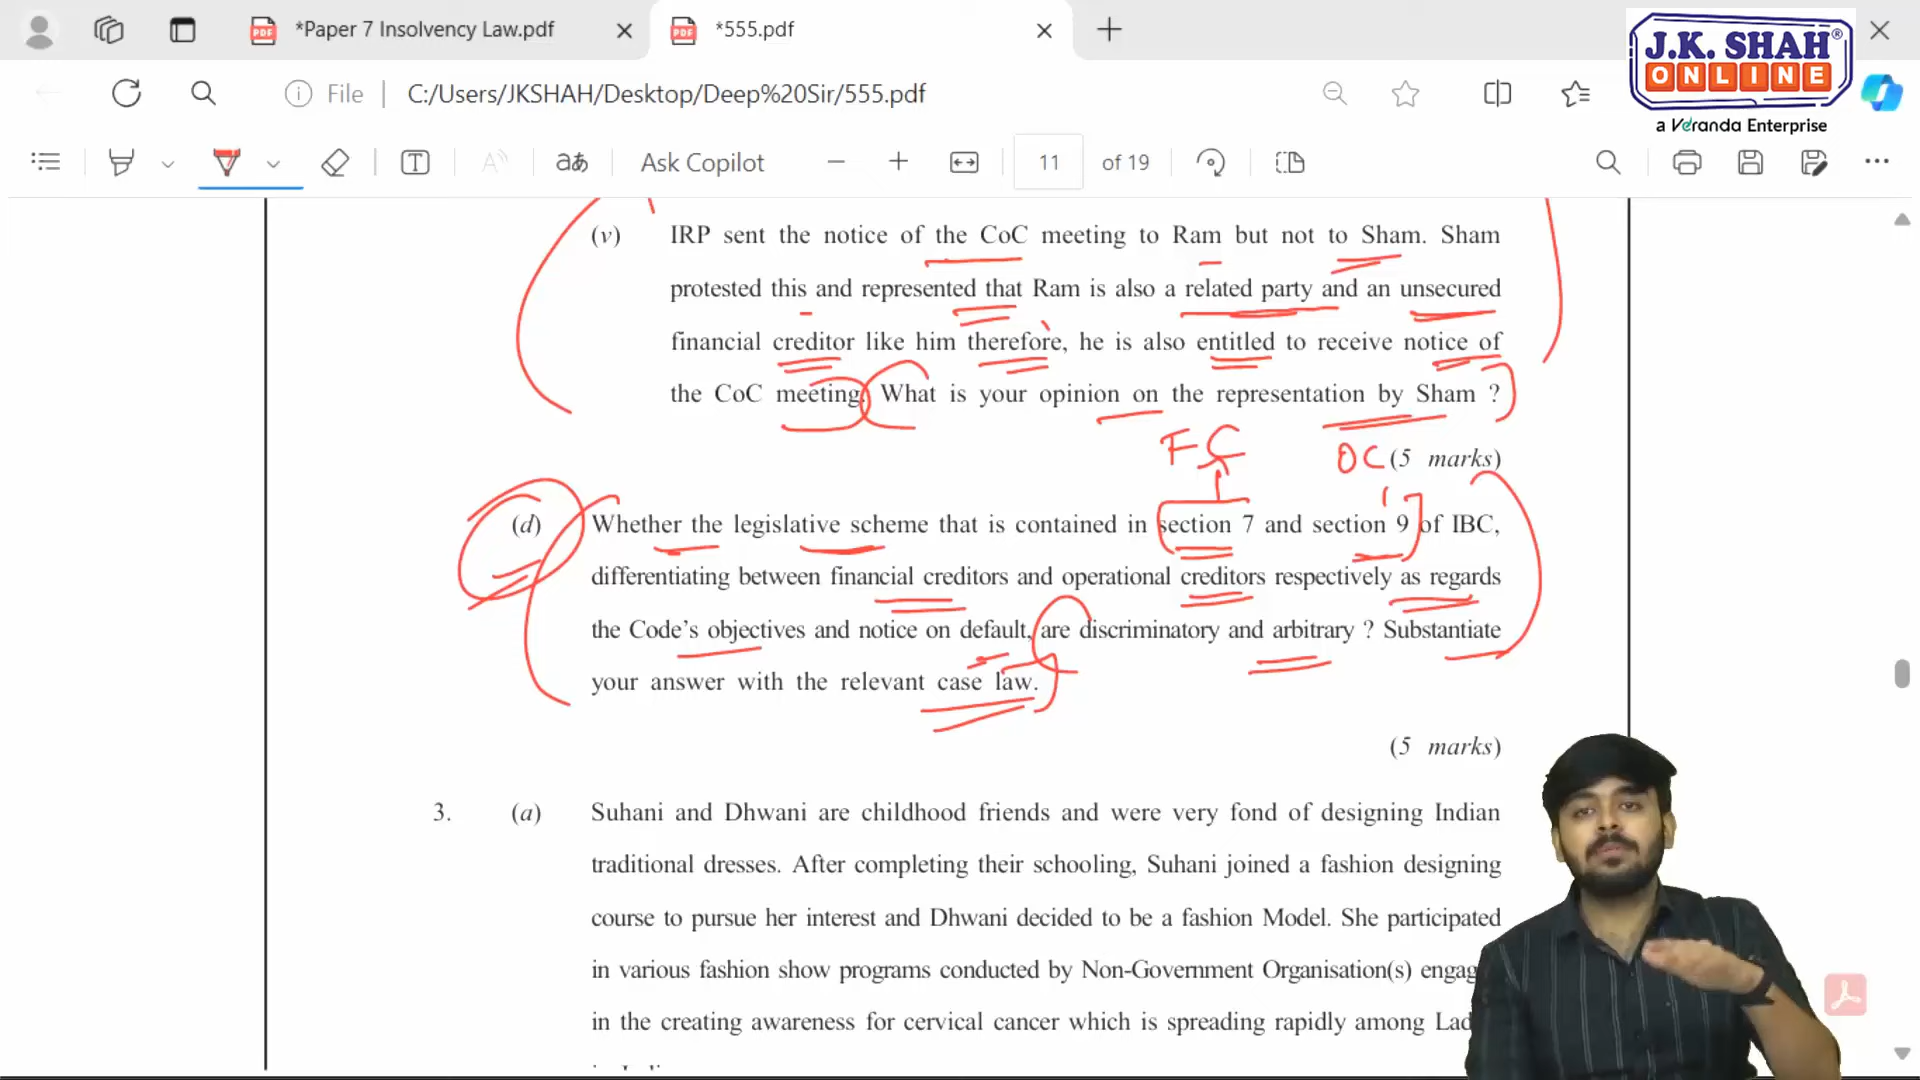 *Paper 7 Insolvency Law.pdf
*555.pdf
J.K. SHAH®
ONLINE
a Veranda Enterprise
File
C:/Users/JKSHAH/Desktop/Deep%20Sir/555.pdf
Ask Copilot
11
of 19
(v) IRP sent the notice of the CoC meeting to Ram but not to Sham. Sham
protested this and represented that Ram is also a related party and an unsecured
financial creditor like him therefore, he is also entitled to receive notice of
the CoC meeting. What is your opinion on the representation by Sham ?
FC
OC
(5 marks)
(d) Whether the legislative scheme that is contained in section 7 and section 9 of IBC,
differentiating between financial creditors and operational creditors respectively as regards
the Code's objectives and notice on default, are discriminatory and arbitrary ? Substantiate
your answer with the relevant case law.
(5 marks)
3. (a) Suhani and Dhwani are childhood friends and were very fond of designing Indian
traditional dresses. After completing their schooling, Suhani joined a fashion designing
course to pursue her interest and Dhwani decided to be a fashion Model. She participated
in various fashion show programs conducted by Non-Government Organisation(s) engag
in the creating awareness for cervical cancer which is spreading rapidly among Lad